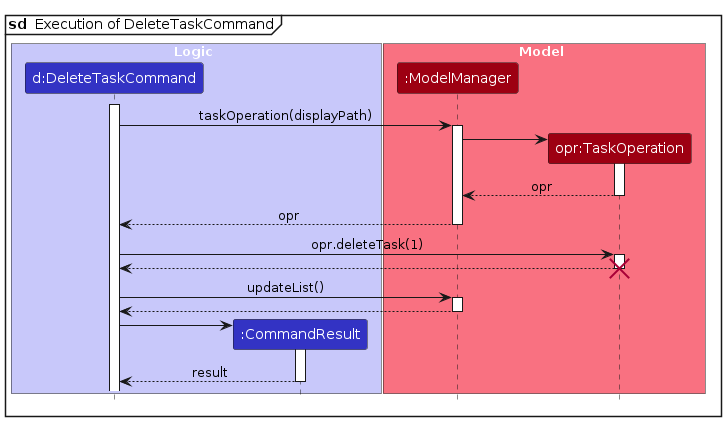 sd Execution of DeleteTaskCommand
Logic
Model
d:DeleteTaskCommand
:ModelManager
taskOperation(displayPath)
opr:TaskOperation
opr
opr
opr.deleteTask(1)
updateList()
:CommandResult
result